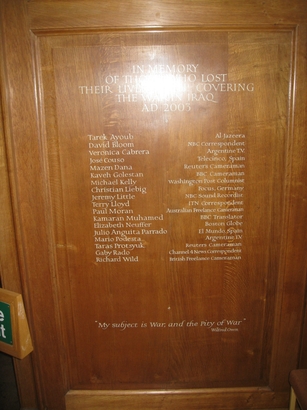 IN MEMORY
OF THOSE WHO LOST
THEIR LIVES WHILE COVERING
THE WAR IN IRAQ
AD 2003
Tarek Ayoub Al Jazeera
David Bloom NBC Correspondent
Veronica Cabrera Argentine TV
José Couso Telecinco, Spain
Mazen Dana Reuters Cameraman
Kaveh Golestan BBC Cameraman
Michael Kelly Washington Post Columnist
Christian Liebig Focus, Germany
Jeremy Little NBC Sound Recordist
Terry Lloyd ITN Correspondent
Paul Moran Australian Freelance Cameraman
Kamaran Muhamed BBC Translator
Elizabeth Neuffer Boston Globe
Julio Anguita Parrado El Mundo, Spain
Mario Podesta Argentine TV
Taras Protsyuk Reuters Cameraman
Gaby Rado Channel 4 News Correspondent
Richard Wild British Freelance Cameraman
"My subject is War, and the Pity of War"
Wilfred Owen